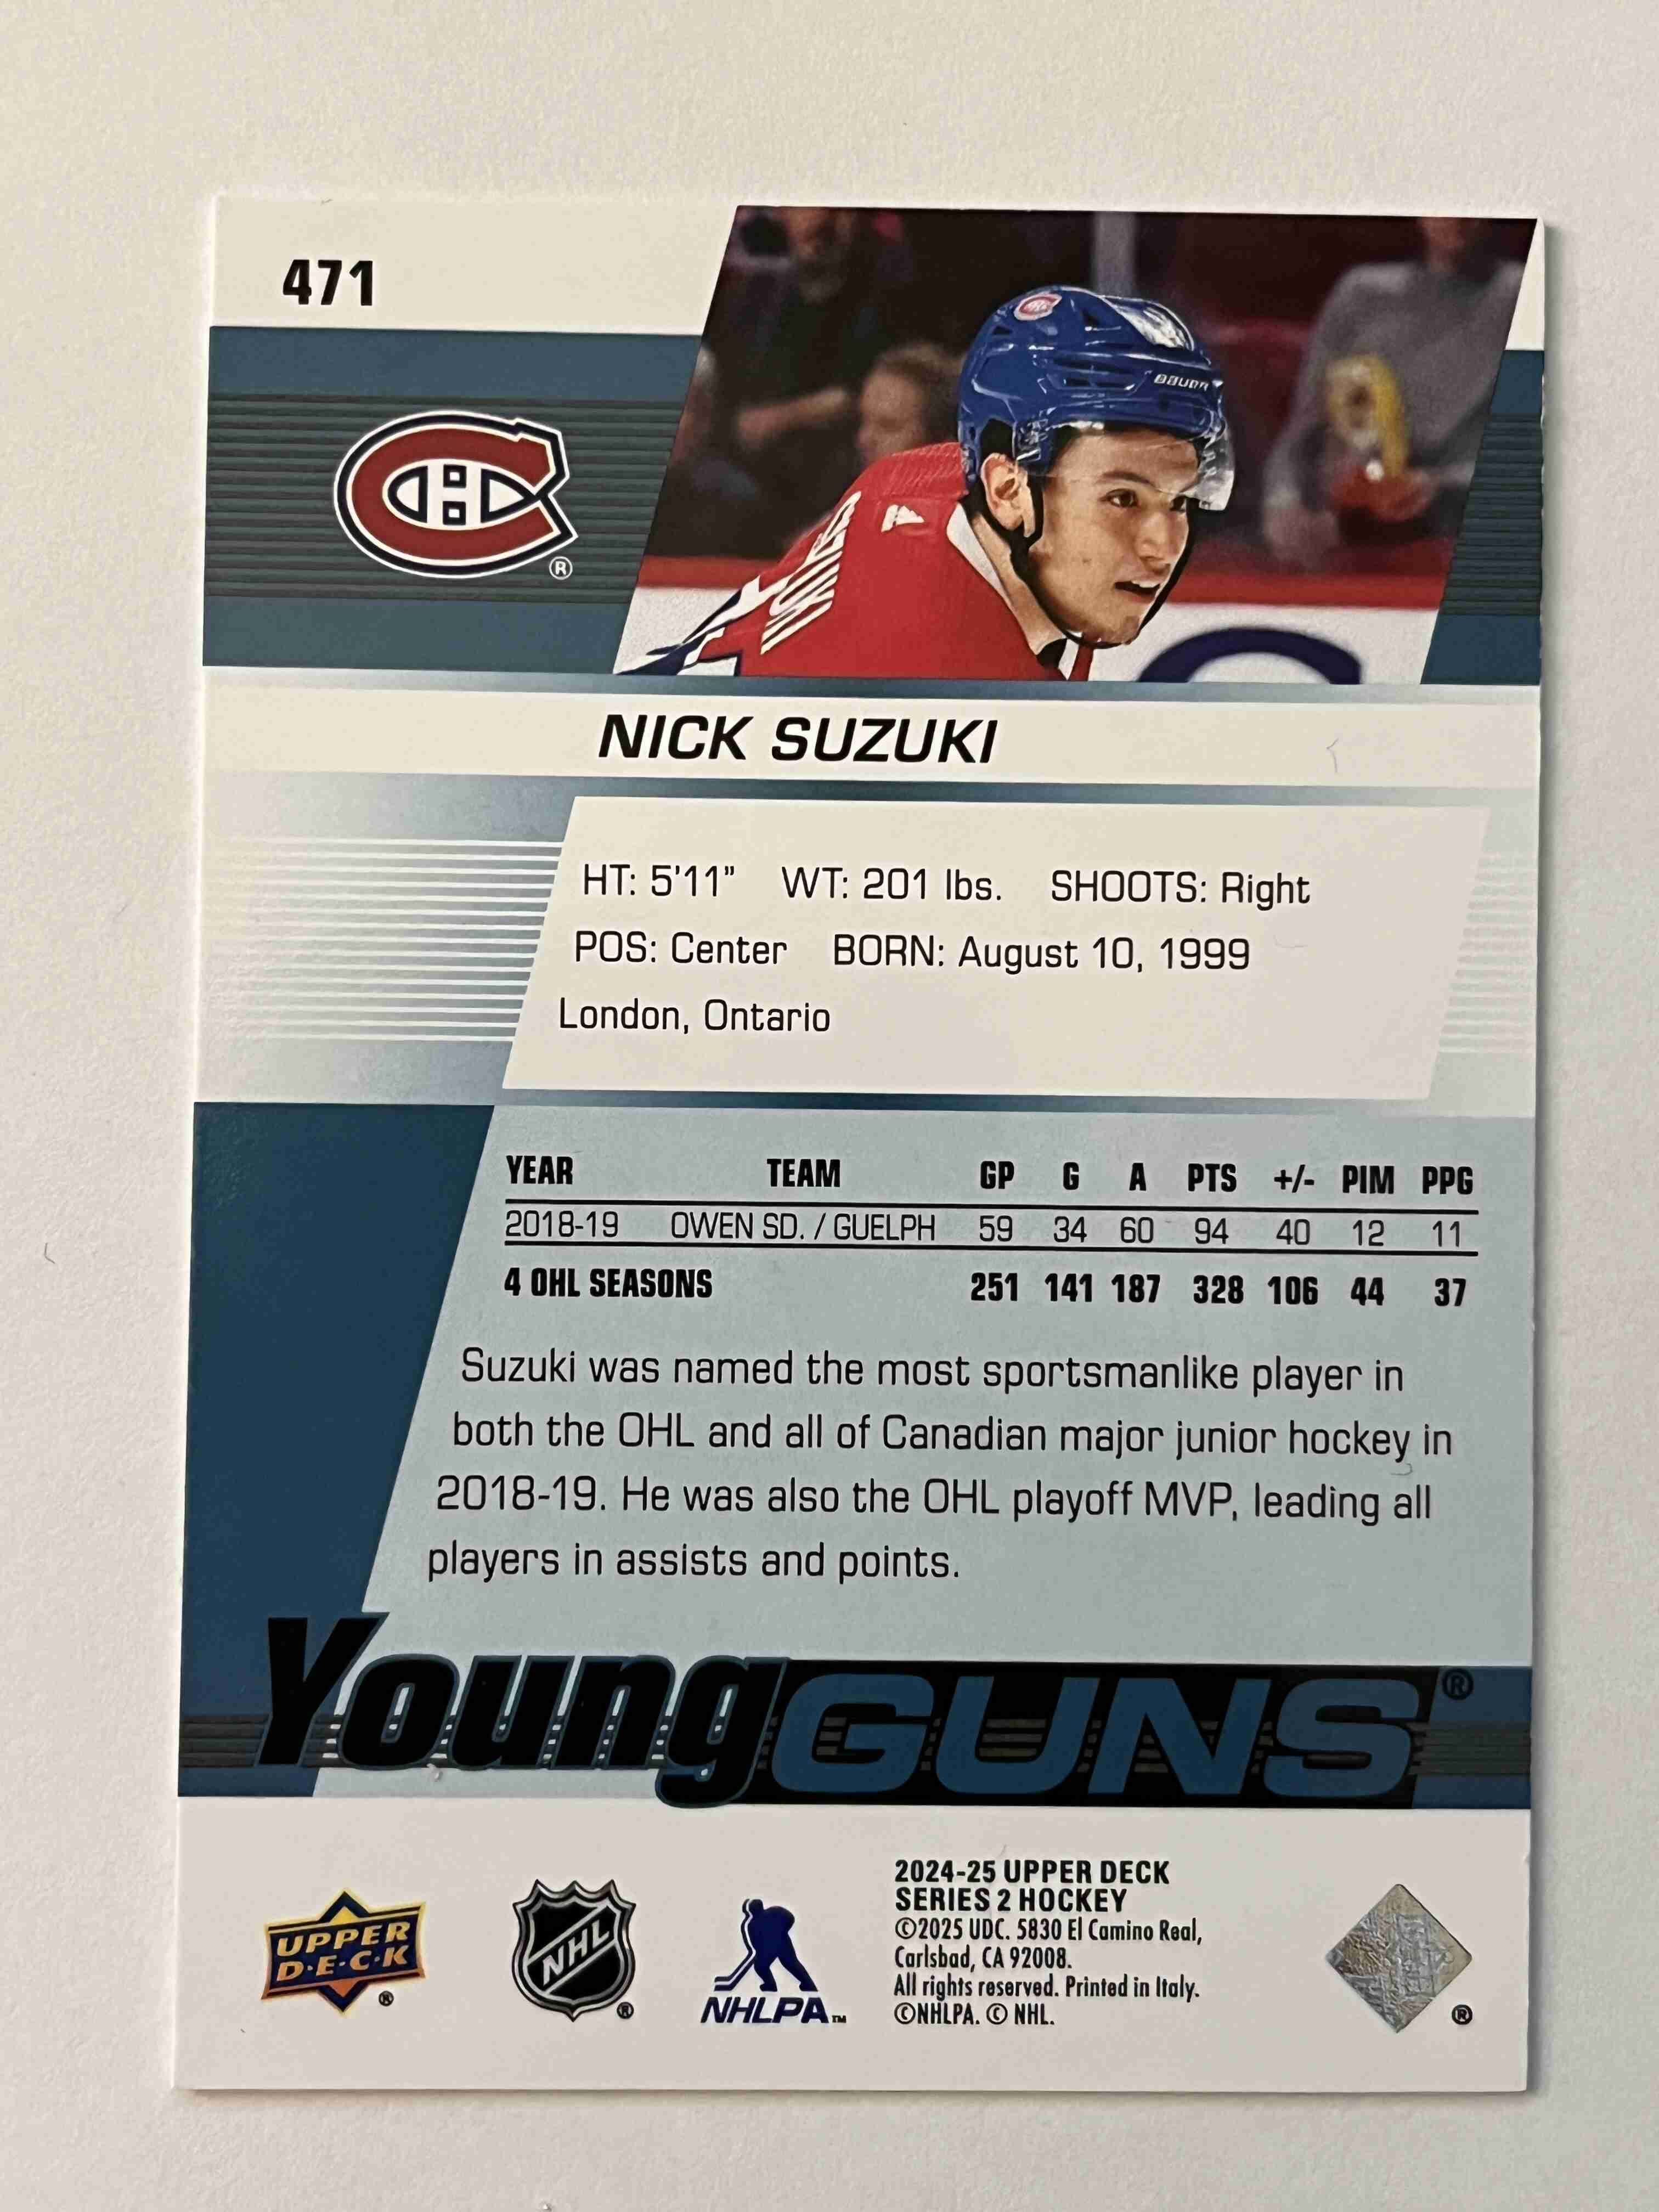 471
BAUER
®
NICK SUZUKI
HT: 5'11" WT: 201 lbs. SHOOTS: Right
POS: Center BORN: August 10, 1999
London, Ontario
YEAR TEAM GP G A PTS +/- PIM PPG
2018-19 OWEN SD. / GUELPH 59 34 60 94 40 12 11
4 OHL SEASONS 251 141 187 328 106 44 37
Suzuki was named the most sportsmanlike player in
both the OHL and all of Canadian major junior hockey in
2018-19. He was also the OHL playoff MVP, leading all
players in assists and points.
Young GUNS®
UPPER
D·E·C·K
®
NHL
®
NHLPA™
2024-25 UPPER DECK
SERIES 2 HOCKEY
©2025 UDC. 5830 El Camino Real,
Carlsbad, CA 92008.
All rights reserved. Printed in Italy.
©NHLPA. © NHL.
®